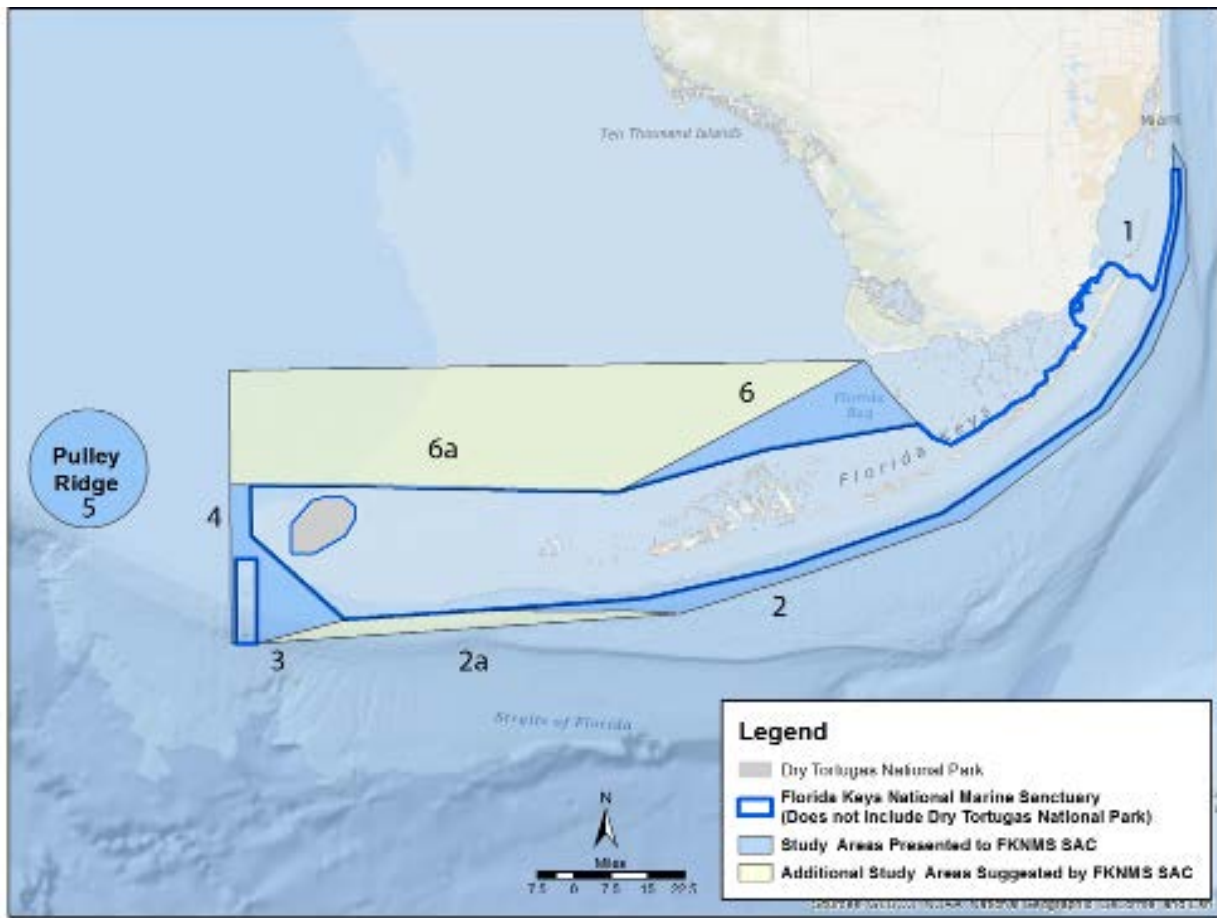 Miami
Ten Thousand Islands
1
6
Florida
Bay
6a
Florida Keys
Pulley
Ridge
5
4
2
3
2a
Straits of Florida
Legend
Dry Tortugas National Park
Florida Keys National Marine Sanctuary
(Does not Include Dry Tortugas National Park)
Study Areas Presented to FKNMS SAC
Additional Study Areas Suggested by FKNMS SAC
N
Miles
7.5 0 7.5 15 22.5